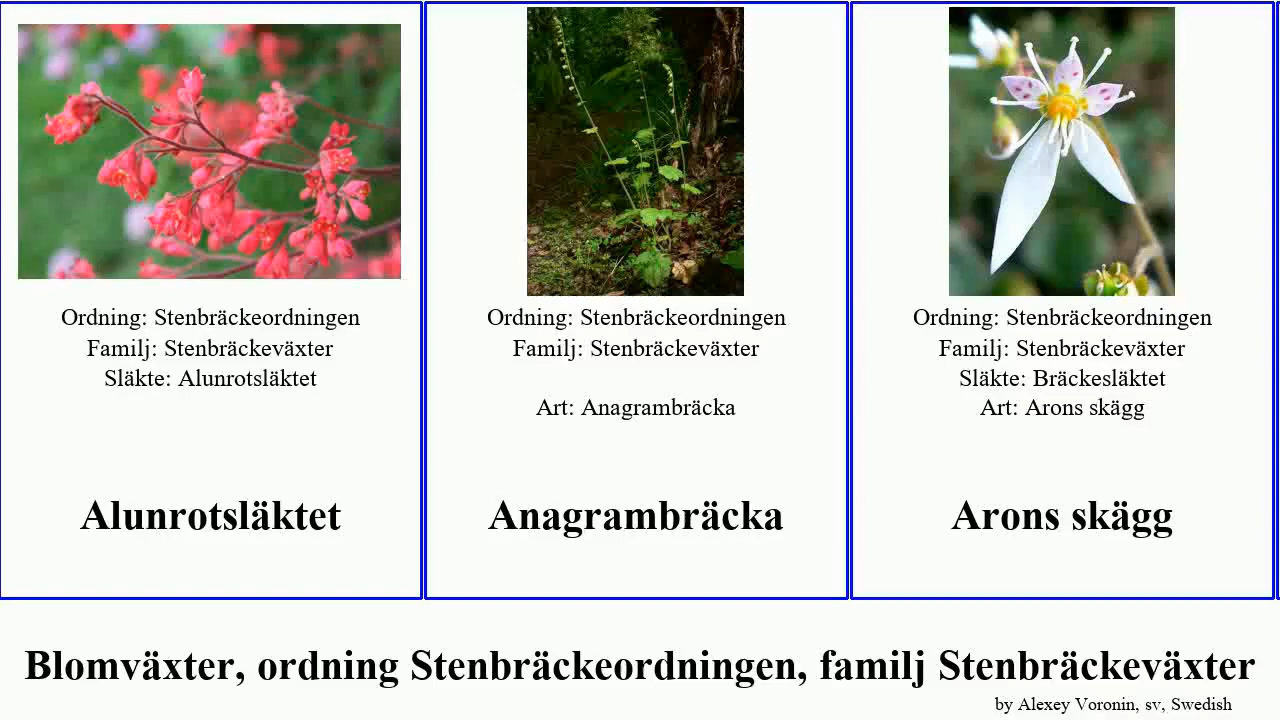 Ordning: Stenbräckeordningen
Familj: Stenbräckeväxter
Släkte: Alunrotsläktet
Alunrotsläktet
Ordning: Stenbräckeordningen
Familj: Stenbräckeväxter
Art: Anagrambräcka
Anagrambräcka
Ordning: Stenbräckeordningen
Familj: Stenbräckeväxter
Släkte: Bräckesläktet
Art: Arons skägg
Arons skägg
Blomväxter, ordning Stenbräckeordningen, familj Stenbräckeväxter
by Alexey Voronin, sv, Swedish